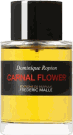 Dominique Ropion
CARNAL FLOWER
FREDERIC MALLE